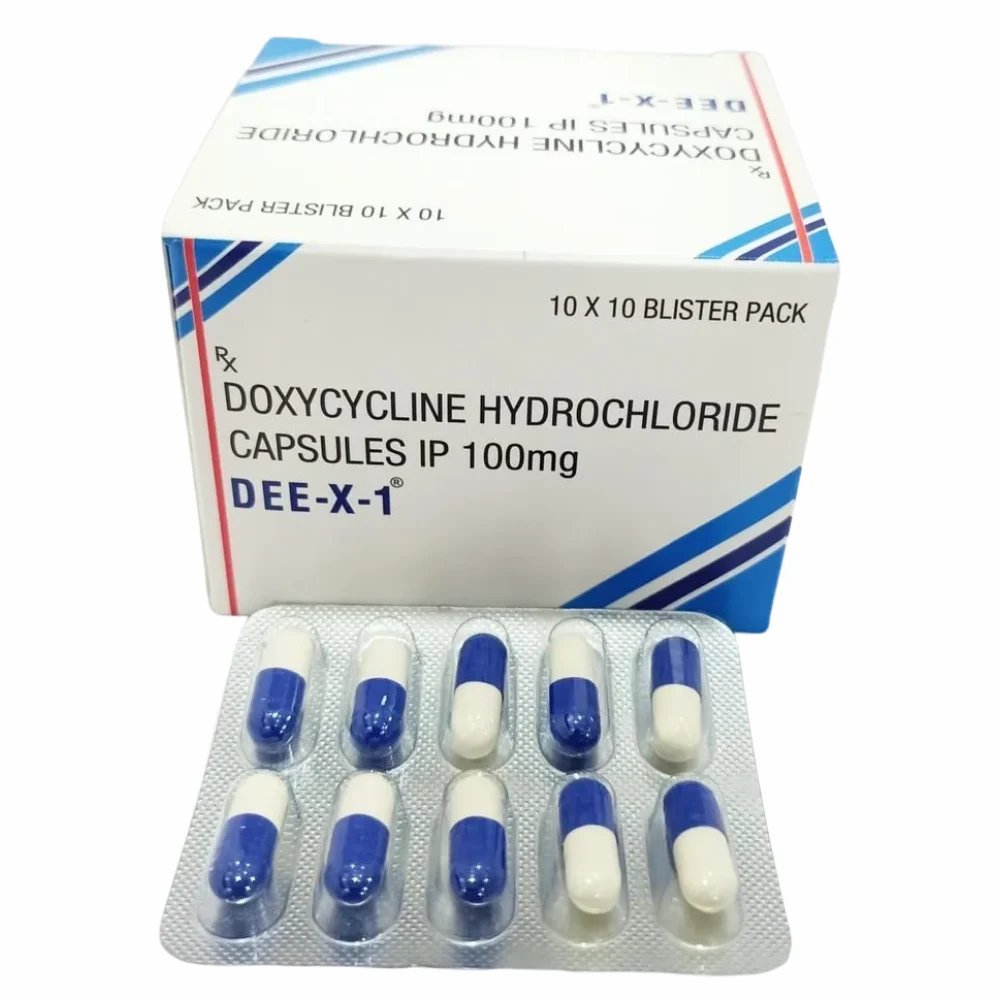 DEE-X-1®
CAPSULES IP 100mg
DOXYCYCLINE HYDROCHLORIDE
Rx
10 X 10 BLISTER PACK
10 X 10 BLISTER PACK
Rx
DOXYCYCLINE HYDROCHLORIDE
CAPSULES IP 100mg
DEE-X-1®